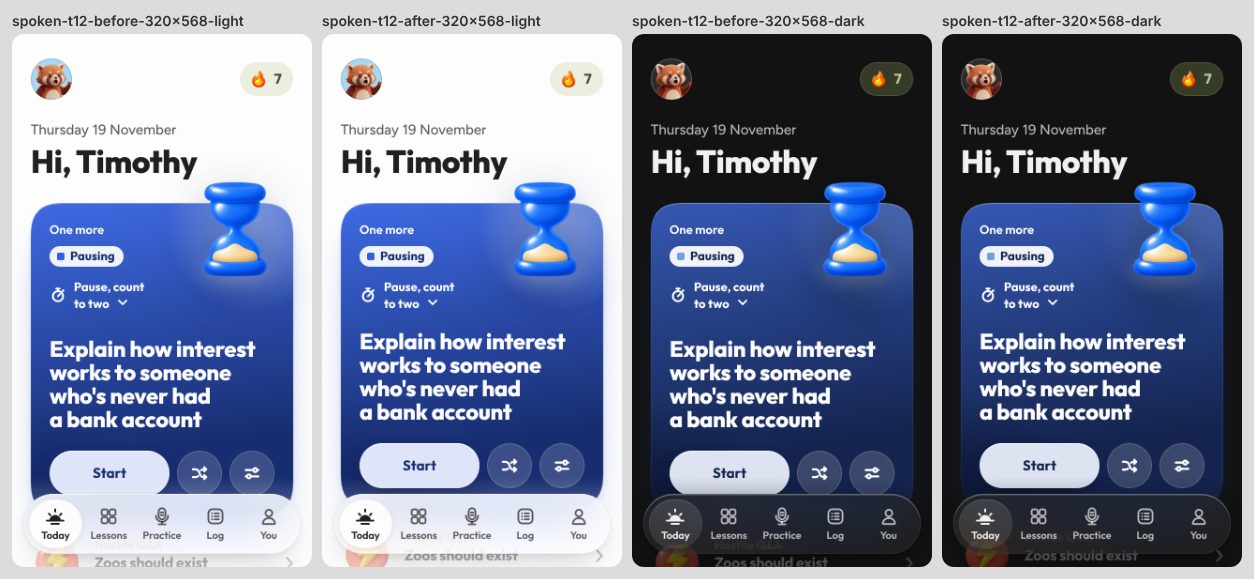 spoken-t12-before-320×568-light
7
Thursday 19 November
Hi, Timothy
One more
Pausing
Pause, count
to two
Explain how interest
works to someone
who's never had
a bank account
Start
Today
Lessons
Practice
Log
You
Hostile Q&A
Zoos should exist
spoken-t12-after-320×568-light
7
Thursday 19 November
Hi, Timothy
One more
Pausing
Pause, count
to two
Explain how interest
works to someone
who's never had
a bank account
Start
Today
Lessons
Practice
Log
You
Zoos should exist
spoken-t12-before-320×568-dark
7
Thursday 19 November
Hi, Timothy
One more
Pausing
Pause, count
to two
Explain how interest
works to someone
who's never had
a bank account
Start
Today
Lessons
Practice
Log
You
Hostile Q&A
Zoos should exist
spoken-t12-after-320×568-dark
7
Thursday 19 November
Hi, Timothy
One more
Pausing
Pause, count
to two
Explain how interest
works to someone
who's never had
a bank account
Start
Today
Lessons
Practice
Log
You
Zoos should exist